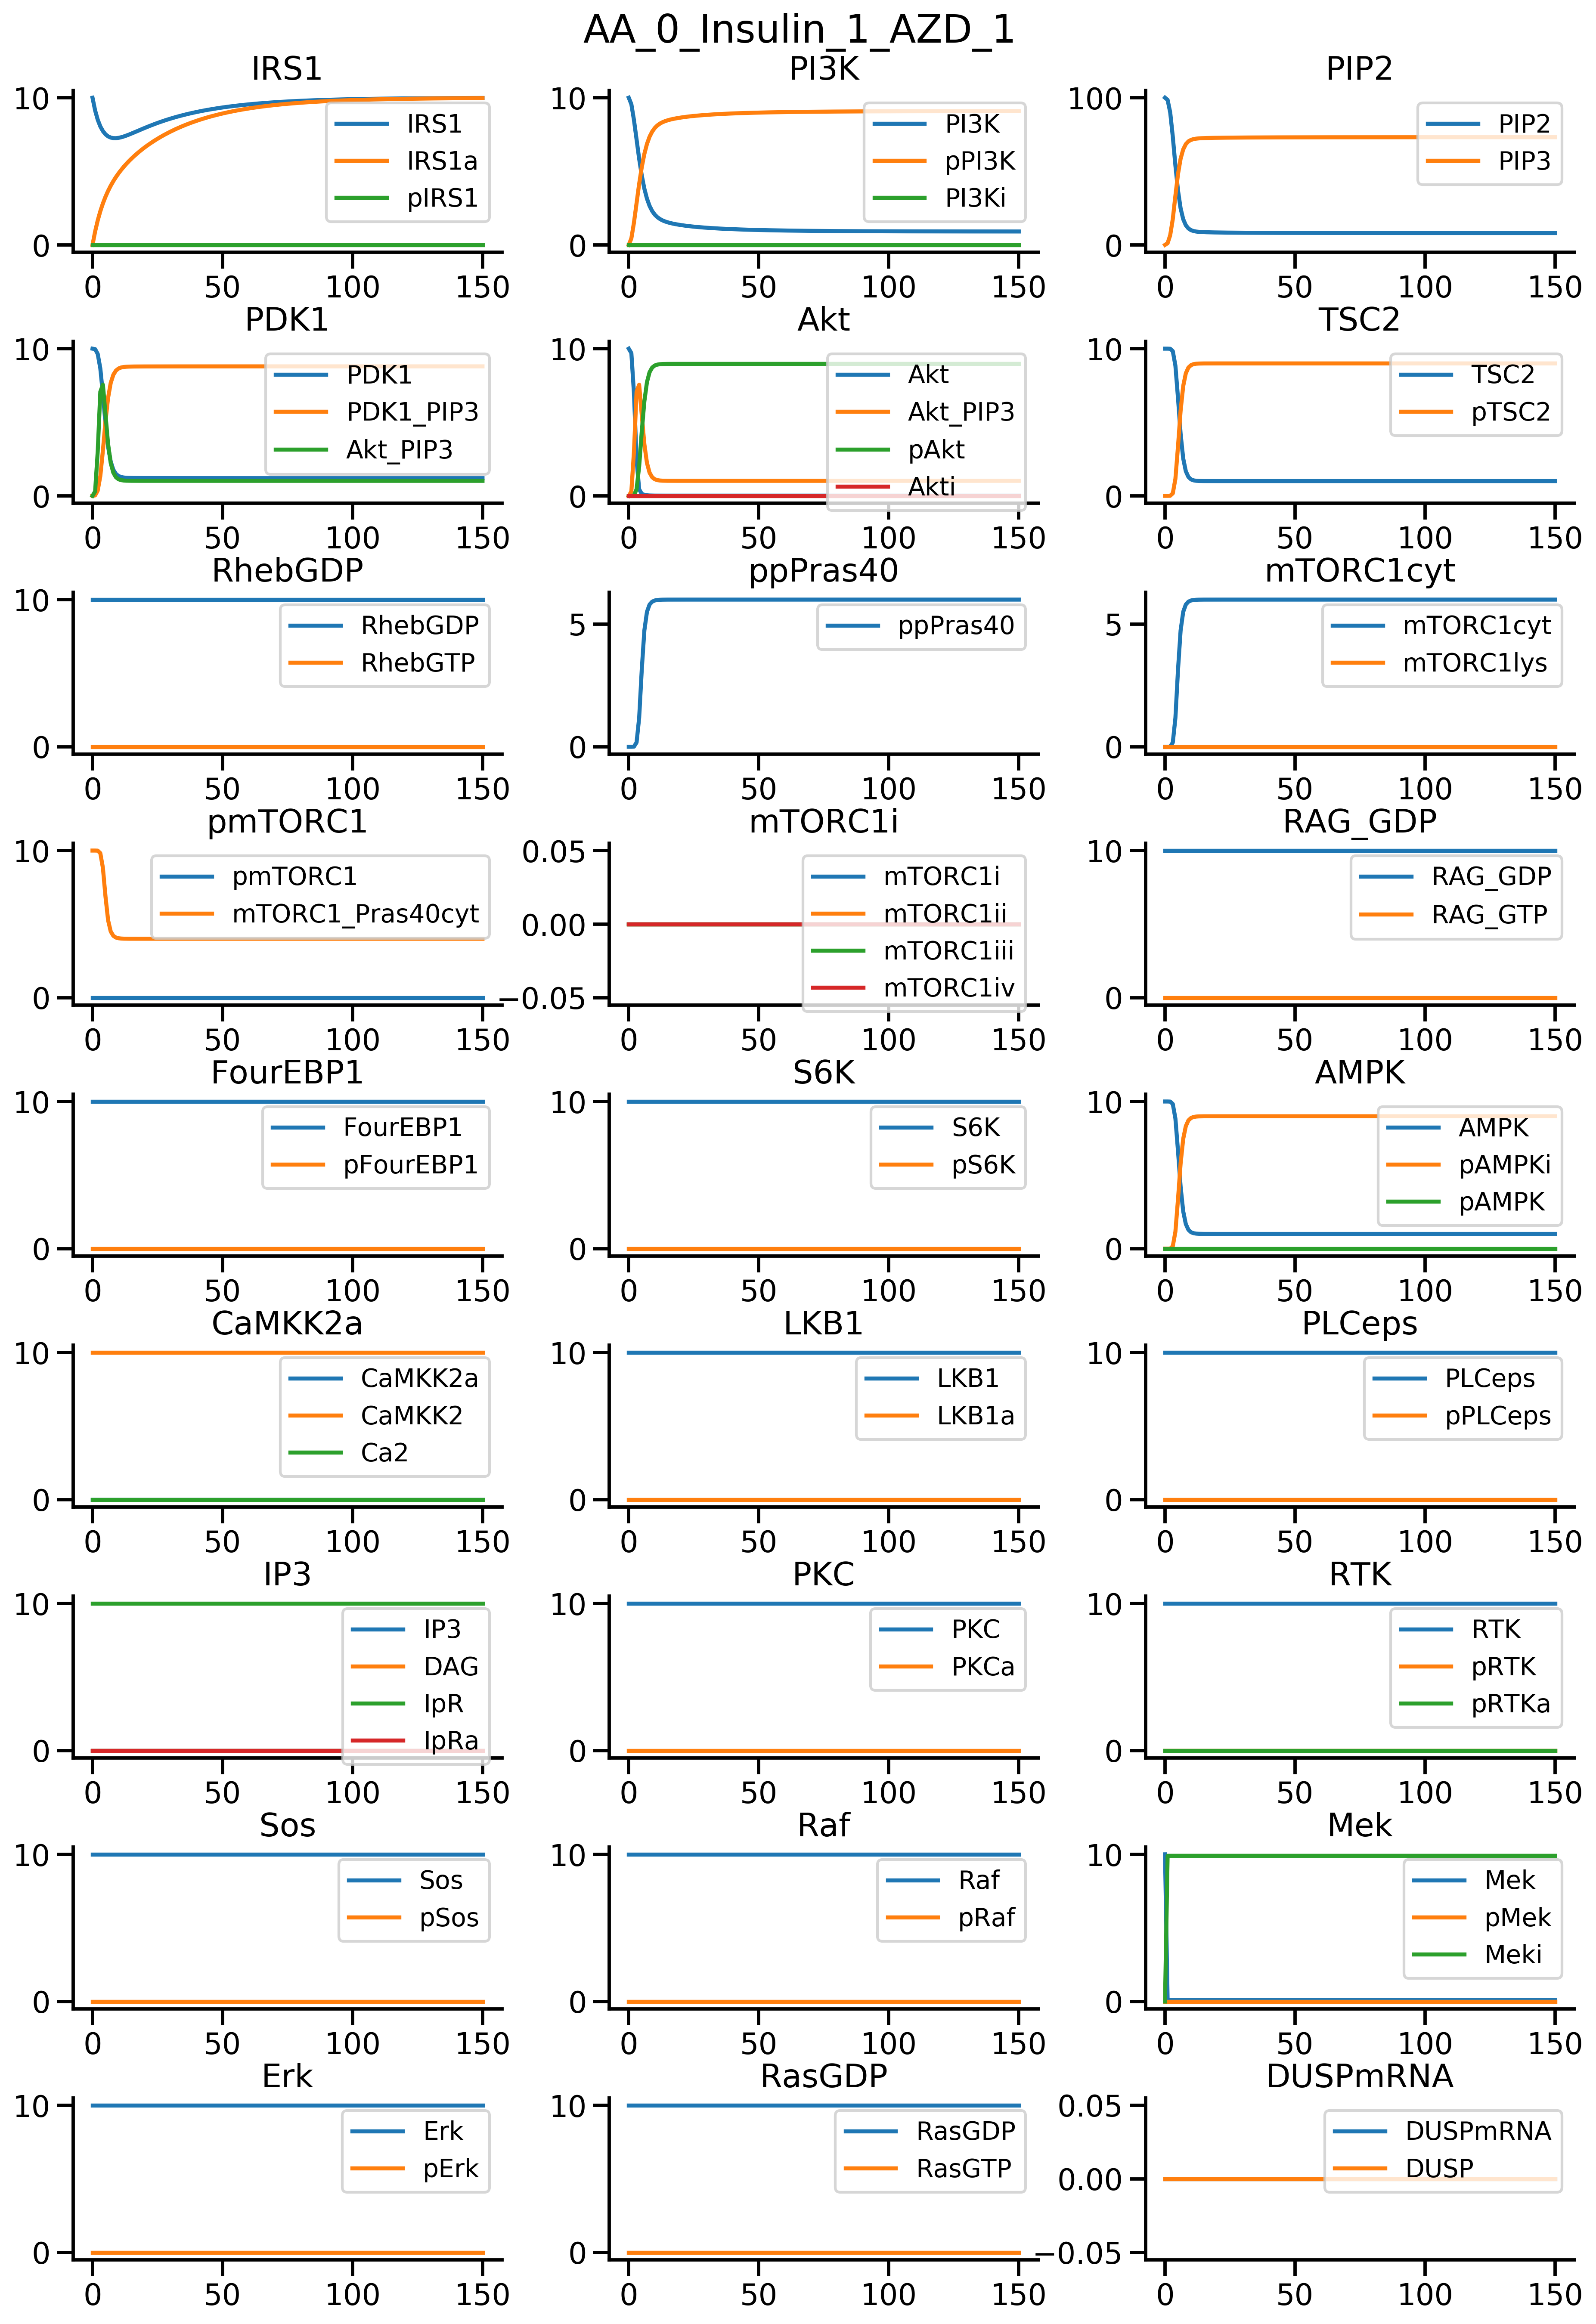 AA_0_Insulin_1_AZD_1
IRS1
10
0
0 50 100 150
IRS1
IRS1a
pIRS1
PI3K
10
0
0 50 100 150
PI3K
pPI3K
PI3Ki
PIP2
100
0
0 50 100 150
PIP2
PIP3
PDK1
10
0
0 50 100 150
PDK1
PDK1_PIP3
Akt_PIP3
Akt
10
0
0 50 100 150
Akt
Akt_PIP3
pAkt
Akti
TSC2
10
0
0 50 100 150
TSC2
pTSC2
RhebGDP
10
0
0 50 100 150
RhebGDP
RhebGTP
ppPras40
5
0
0 50 100 150
ppPras40
mTORC1cyt
5
0
0 50 100 150
mTORC1cyt
mTORC1lys
pmTORC1
10
0
0 50 100 150
pmTORC1
mTORC1_Pras40cyt
mTORC1i
0.05
0.00
−0.05
0 50 100 150
mTORC1i
mTORC1ii
mTORC1iii
mTORC1iv
RAG_GDP
10
0
0 50 100 150
RAG_GDP
RAG_GTP
FourEBP1
10
0
0 50 100 150
FourEBP1
pFourEBP1
S6K
10
0
0 50 100 150
S6K
pS6K
AMPK
10
0
0 50 100 150
AMPK
pAMPKi
pAMPK
CaMKK2a
10
0
0 50 100 150
CaMKK2a
CaMKK2
Ca2
LKB1
10
0
0 50 100 150
LKB1
LKB1a
PLCeps
10
0
0 50 100 150
PLCeps
pPLCeps
IP3
10
0
0 50 100 150
IP3
DAG
IpR
IpRa
PKC
10
0
0 50 100 150
PKC
PKCa
RTK
10
0
0 50 100 150
RTK
pRTK
pRTKa
Sos
10
0
0 50 100 150
Sos
pSos
Raf
10
0
0 50 100 150
Raf
pRaf
Mek
10
0
0 50 100 150
Mek
pMek
Meki
Erk
10
0
0 50 100 150
Erk
pErk
RasGDP
10
0
0 50 100 150
RasGDP
RasGTP
DUSPmRNA
0.05
0.00
−0.05
0 50 100 150
DUSPmRNA
DUSP